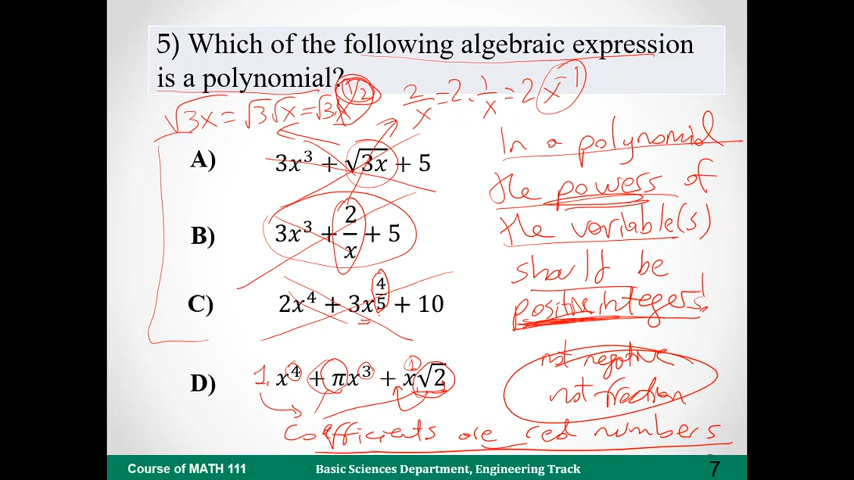 5) Which of the following algebraic expression
is a polynomial?
√3x = √3 √x = √3 x^(1/2)
2/x = 2 · 1/x = 2 x^-1
A) 3x³ + √3x + 5
B) 3x³ + 2/x + 5
C) 2x⁴ + 3x^(4/5) + 10
D) 1. x⁴ + πx³ + x^1 √2
In a polynomial
the powers of
the variable(s)
should be
positive integers
not negative
not fraction
coefficients are real numbers
Course of MATH 111
Basic Sciences Department, Engineering Track
7